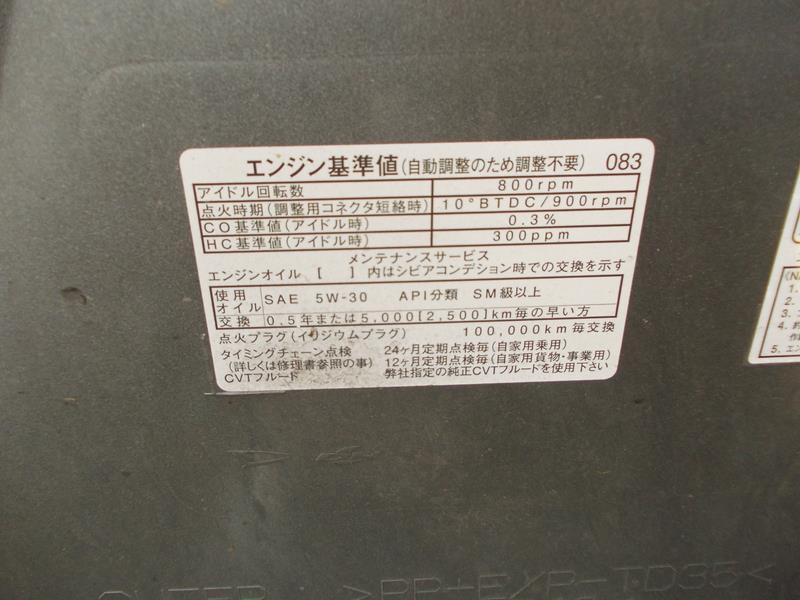 エンジン基準値(自動調整のため調整不要) 083
アイドル回転数 800rpm
点火時期(調整用コネクタ短絡時) 10°BTDC/900rpm
CO基準値(アイドル時) 0.3%
HC基準値(アイドル時) 300ppm
メンテナンスサービス
エンジンオイル [ ] 内はシビアコンデション時での交換を示す
使用オイル SAE 5W-30 API分類 SM級以上
交換 0.5年または5,000[2,500]km毎の早い方
点火プラグ(イリジウムプラグ) 100,000km毎交換
タイミングチェーン点検 24ヶ月定期点検毎(自家用乗用)
(詳しくは修理書参照の事) 12ヶ月定期点検毎(自家用貨物・事業用)
CVTフルード 弊社指定の純正CVTフルードを使用下さい
1.
2.
3.
4.
5. エン
>PP+E/P-TD35<